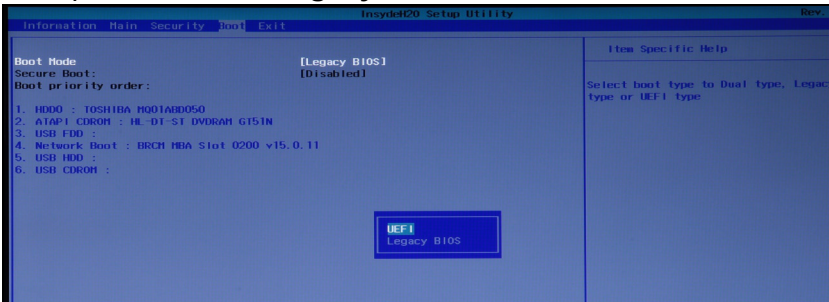 InsydeH20 Setup Utility
Rev.
Information Main Security Boot Exit
Item Specific Help
Boot Mode [Legacy BIOS]
Secure Boot: [Disabled]
Boot priority order:
Select boot type to Dual type, Legac
type or UEFI type
1. HDD0 : TOSHIBA MQ01ABD050
2. ATAPI CDROM : HL-DT-ST DVDRAM GT51N
3. USB FDD :
4. Network Boot : BRCM MBA Slot 0200 v15.0.11
5. USB HDD :
6. USB CDROM :
UEFI
Legacy BIOS